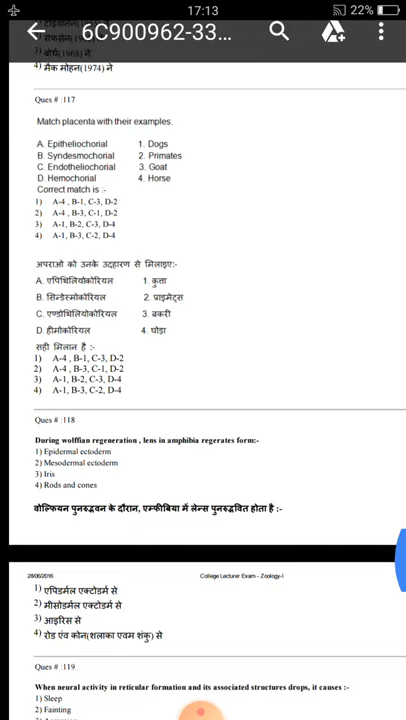 17:13
22%
6C900962-33...
3) बोर्थ(1968) ने
4) मैक मोहन(1974) ने
Ques # :117
Match placenta with their examples:
A. Epitheliochorial 1. Dogs
B. Syndesmochorial 2. Primates
C. Endotheliochorial 3. Goat
D. Hemochorial 4. Horse
Correct match is :-
1) A-4 , B-1, C-3, D-2
2) A-4 , B-3, C-1, D-2
3) A-1, B-2, C-3, D-4
4) A-1, B-3, C-2, D-4
अपराओ को उनके उदहारण से मिलाइए:-
A. एपिथिलियोकोरियल 1. कुत्ता
B. सिन्डेस्मोकोरियल 2. प्राइमेट्स
C. एण्डोथिलियोकोरियल 3. बकरी
D. हीमोकोरियल 4. घोड़ा
सही मिलान है :-
1) A-4 , B-1, C-3, D-2
2) A-4 , B-3, C-1, D-2
3) A-1, B-2, C-3, D-4
4) A-1, B-3, C-2, D-4
Ques # :118
During wolffian regeneration , lens in amphibia regerates form:-
1) Epidermal ectoderm
2) Mesodermal ectoderm
3) Iris
4) Rods and cones
वोल्फियन पुनरुद्भवन के दौरान, एम्फीबिया में लेन्स पुनरुद्भवित होता है :-
28/06/2016 College Lecturer Exam - Zoology-I
1) एपिडर्मल एक्टोडर्म से
2) मीसोडर्मल एक्टोडर्म से
3) आइरिस से
4) रोड एंव कोन(शलाका एवम शंकु) से
Ques # :119
When neural activity in reticular formation and its associated structures drops, it causes :-
1) Sleep
2) Fainting